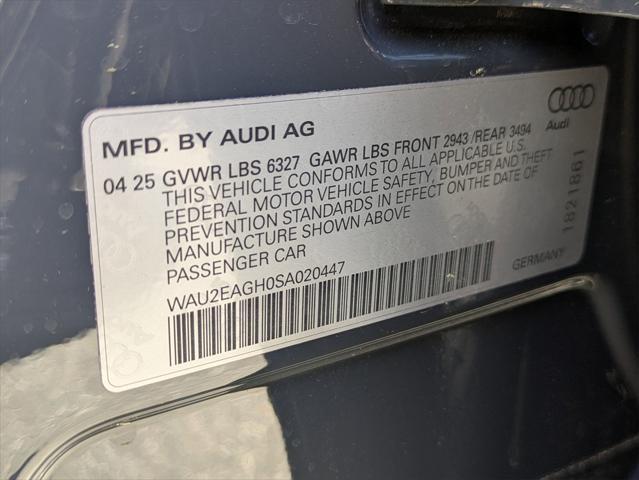 MFD. BY AUDI AG
Audi
04 25 GVWR LBS 6327 GAWR LBS FRONT 2943 /REAR 3494
THIS VEHICLE CONFORMS TO ALL APPLICABLE U.S.
FEDERAL MOTOR VEHICLE SAFETY, BUMPER AND THEFT
PREVENTION STANDARDS IN EFFECT ON THE DATE OF
MANUFACTURE SHOWN ABOVE
PASSENGER CAR
WAU2EAGH0SA020447
GERMANY
1821861